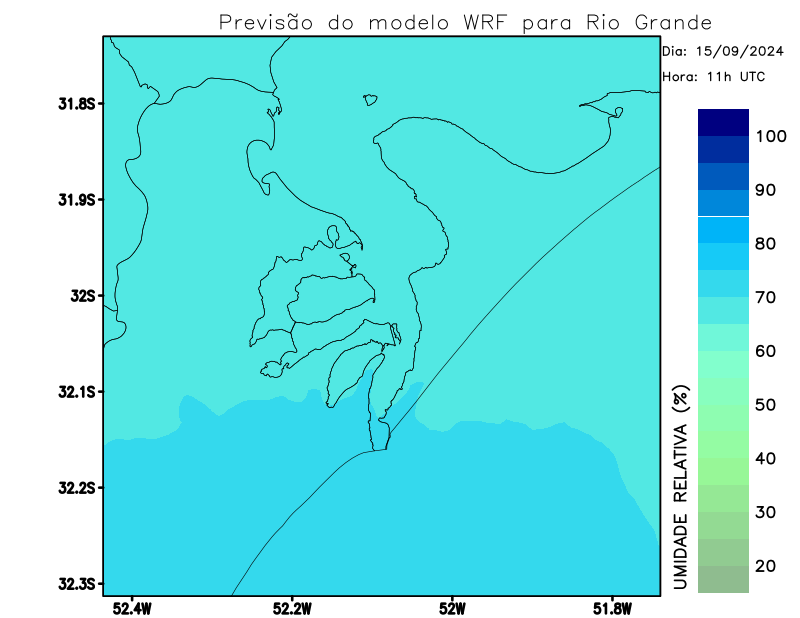 Previsão do modelo WRF para Rio Grande
Dia: 15/09/2024
Hora: 11h UTC
31.8S
31.9S
32S
32.1S
32.2S
32.3S
52.4W
52.2W
52W
51.8W
100
90
80
70
60
50
40
30
20
UMIDADE RELATIVA (%)